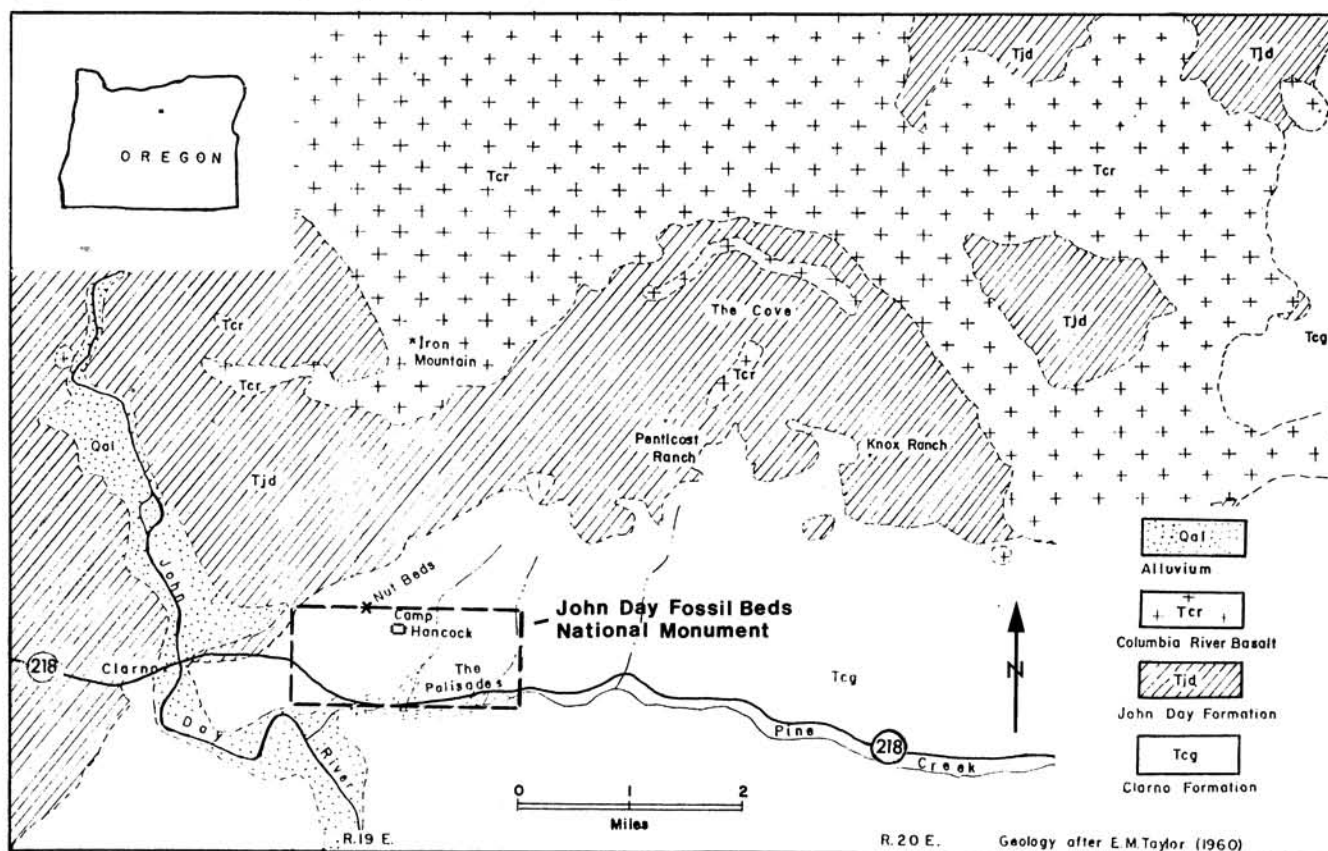 Tjd
Tjd
OREGON
Tcr
Tcr
The Cove
Tjd
Tcr
*Iron
Mountain
Tcr
Tcr
Tcg
Qal
Penticost
Ranch
Knox Ranch
Tjd
Qal
Alluvium
John
Nut Beds
Camp
Hancock
John Day Fossil Beds
National Monument
Tcr
Columbia River Basalt
218
Clarno
The
Palisades
Tcg
N
Tjd
John Day Formation
Day
River
Pine
218
Creek
Tcg
Clarno Formation
0 1 2
Miles
R.19 E.
R.20 E.
Geology after E.M.Taylor (1960)